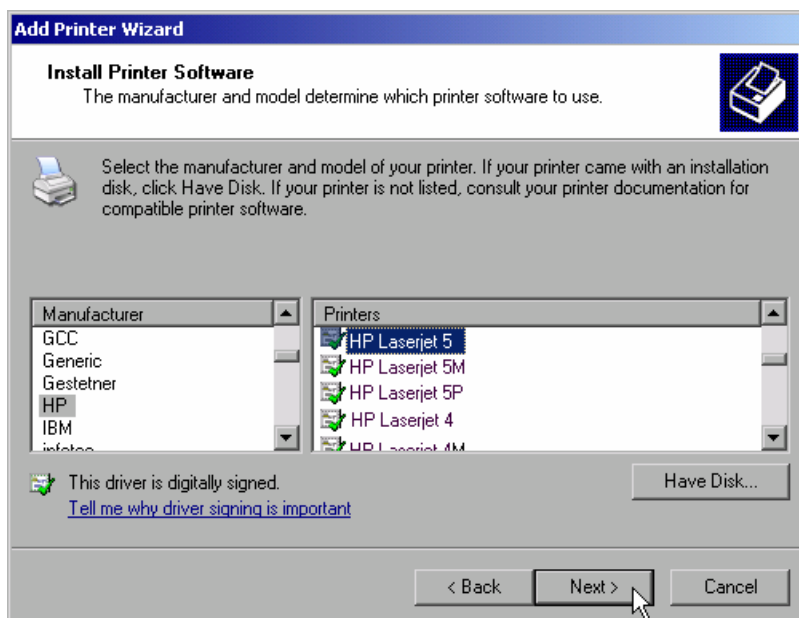 Add Printer Wizard
Install Printer Software
The manufacturer and model determine which printer software to use.
Select the manufacturer and model of your printer. If your printer came with an installation
disk, click Have Disk. If your printer is not listed, consult your printer documentation for
compatible printer software.
Manufacturer
GCC
Generic
Gestetner
HP
IBM
infotec
Printers
HP Laserjet 5
HP Laserjet 5M
HP Laserjet 5P
HP Laserjet 4
HP Laserjet 4M
This driver is digitally signed.
Tell me why driver signing is important
Have Disk...
< Back
Next >
Cancel